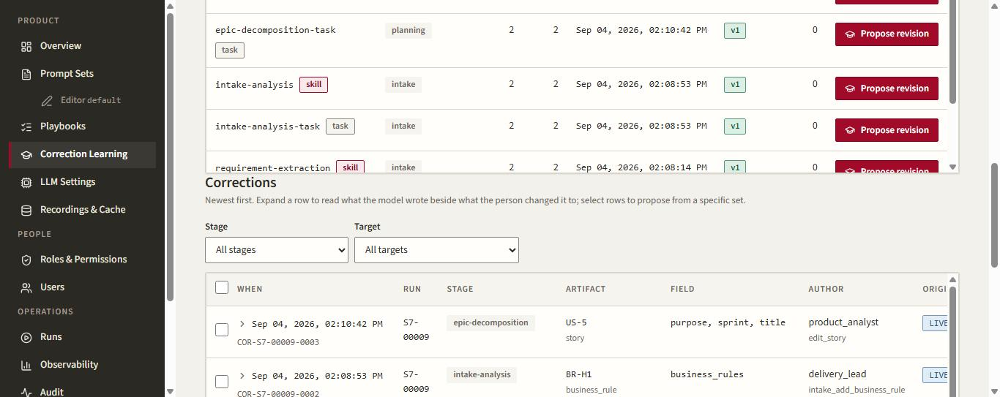 PRODUCT
Overview
Prompt Sets
Editor default
Playbooks
Correction Learning
LLM Settings
Recordings & Cache
PEOPLE
Roles & Permissions
Users
OPERATIONS
Runs
Observability
Audit
epic-decomposition-task planning 2 2 Sep 04, 2026, 02:10:42 PM v1 0 Propose revision
task
intake-analysis skill intake 2 2 Sep 04, 2026, 02:08:53 PM v1 0 Propose revision
intake-analysis-task task intake 2 2 Sep 04, 2026, 02:08:53 PM v1 0 Propose revision
requirement-extraction skill intake 2 2 Sep 04, 2026, 02:08:14 PM v1 0 Propose revision
Corrections
Newest first. Expand a row to read what the model wrote beside what the person changed it to; select rows to propose from a specific set.
Stage Target
All stages All targets
WHEN RUN STAGE ARTIFACT FIELD AUTHOR ORIGI
Sep 04, 2026, 02:10:42 PM S7- epic-decomposition US-5 purpose, sprint, title product_analyst LIVE
COR-S7-00009-0003 00009 story edit_story
Sep 04, 2026, 02:08:53 PM S7- intake-analysis BR-H1 business_rules delivery_lead LIVE
COR-S7-00009-0002 00009 business_rule intake_add_business_rule